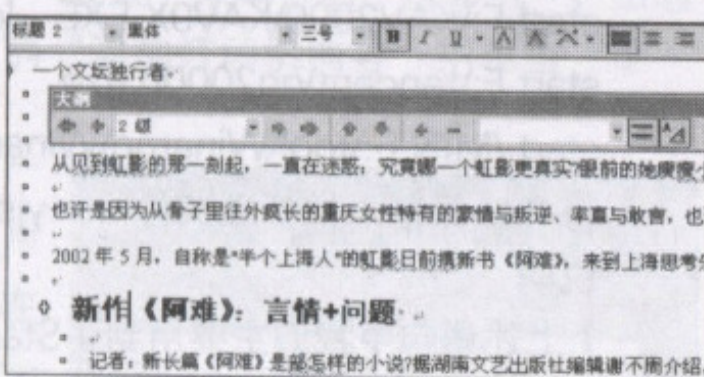 标题 2 黑体 三号 B I U A A
一个文坛独行者
大纲
2 级
从见到虹影的那一刻起，一直在迷惑，究竟哪一个虹影更真实?眼前的她瘦瘦
也许是因为从骨子里往外疯长的重庆女性特有的豪情与叛逆、率直与敢言，也
2002 年 5 月，自称是"半个上海人"的虹影日前携新书《阿难》，来到上海思考
新作《阿难》：言情+问题
记者：新长篇《阿难》是部怎样的小说?据湖南文艺出版社编辑谢不周介绍